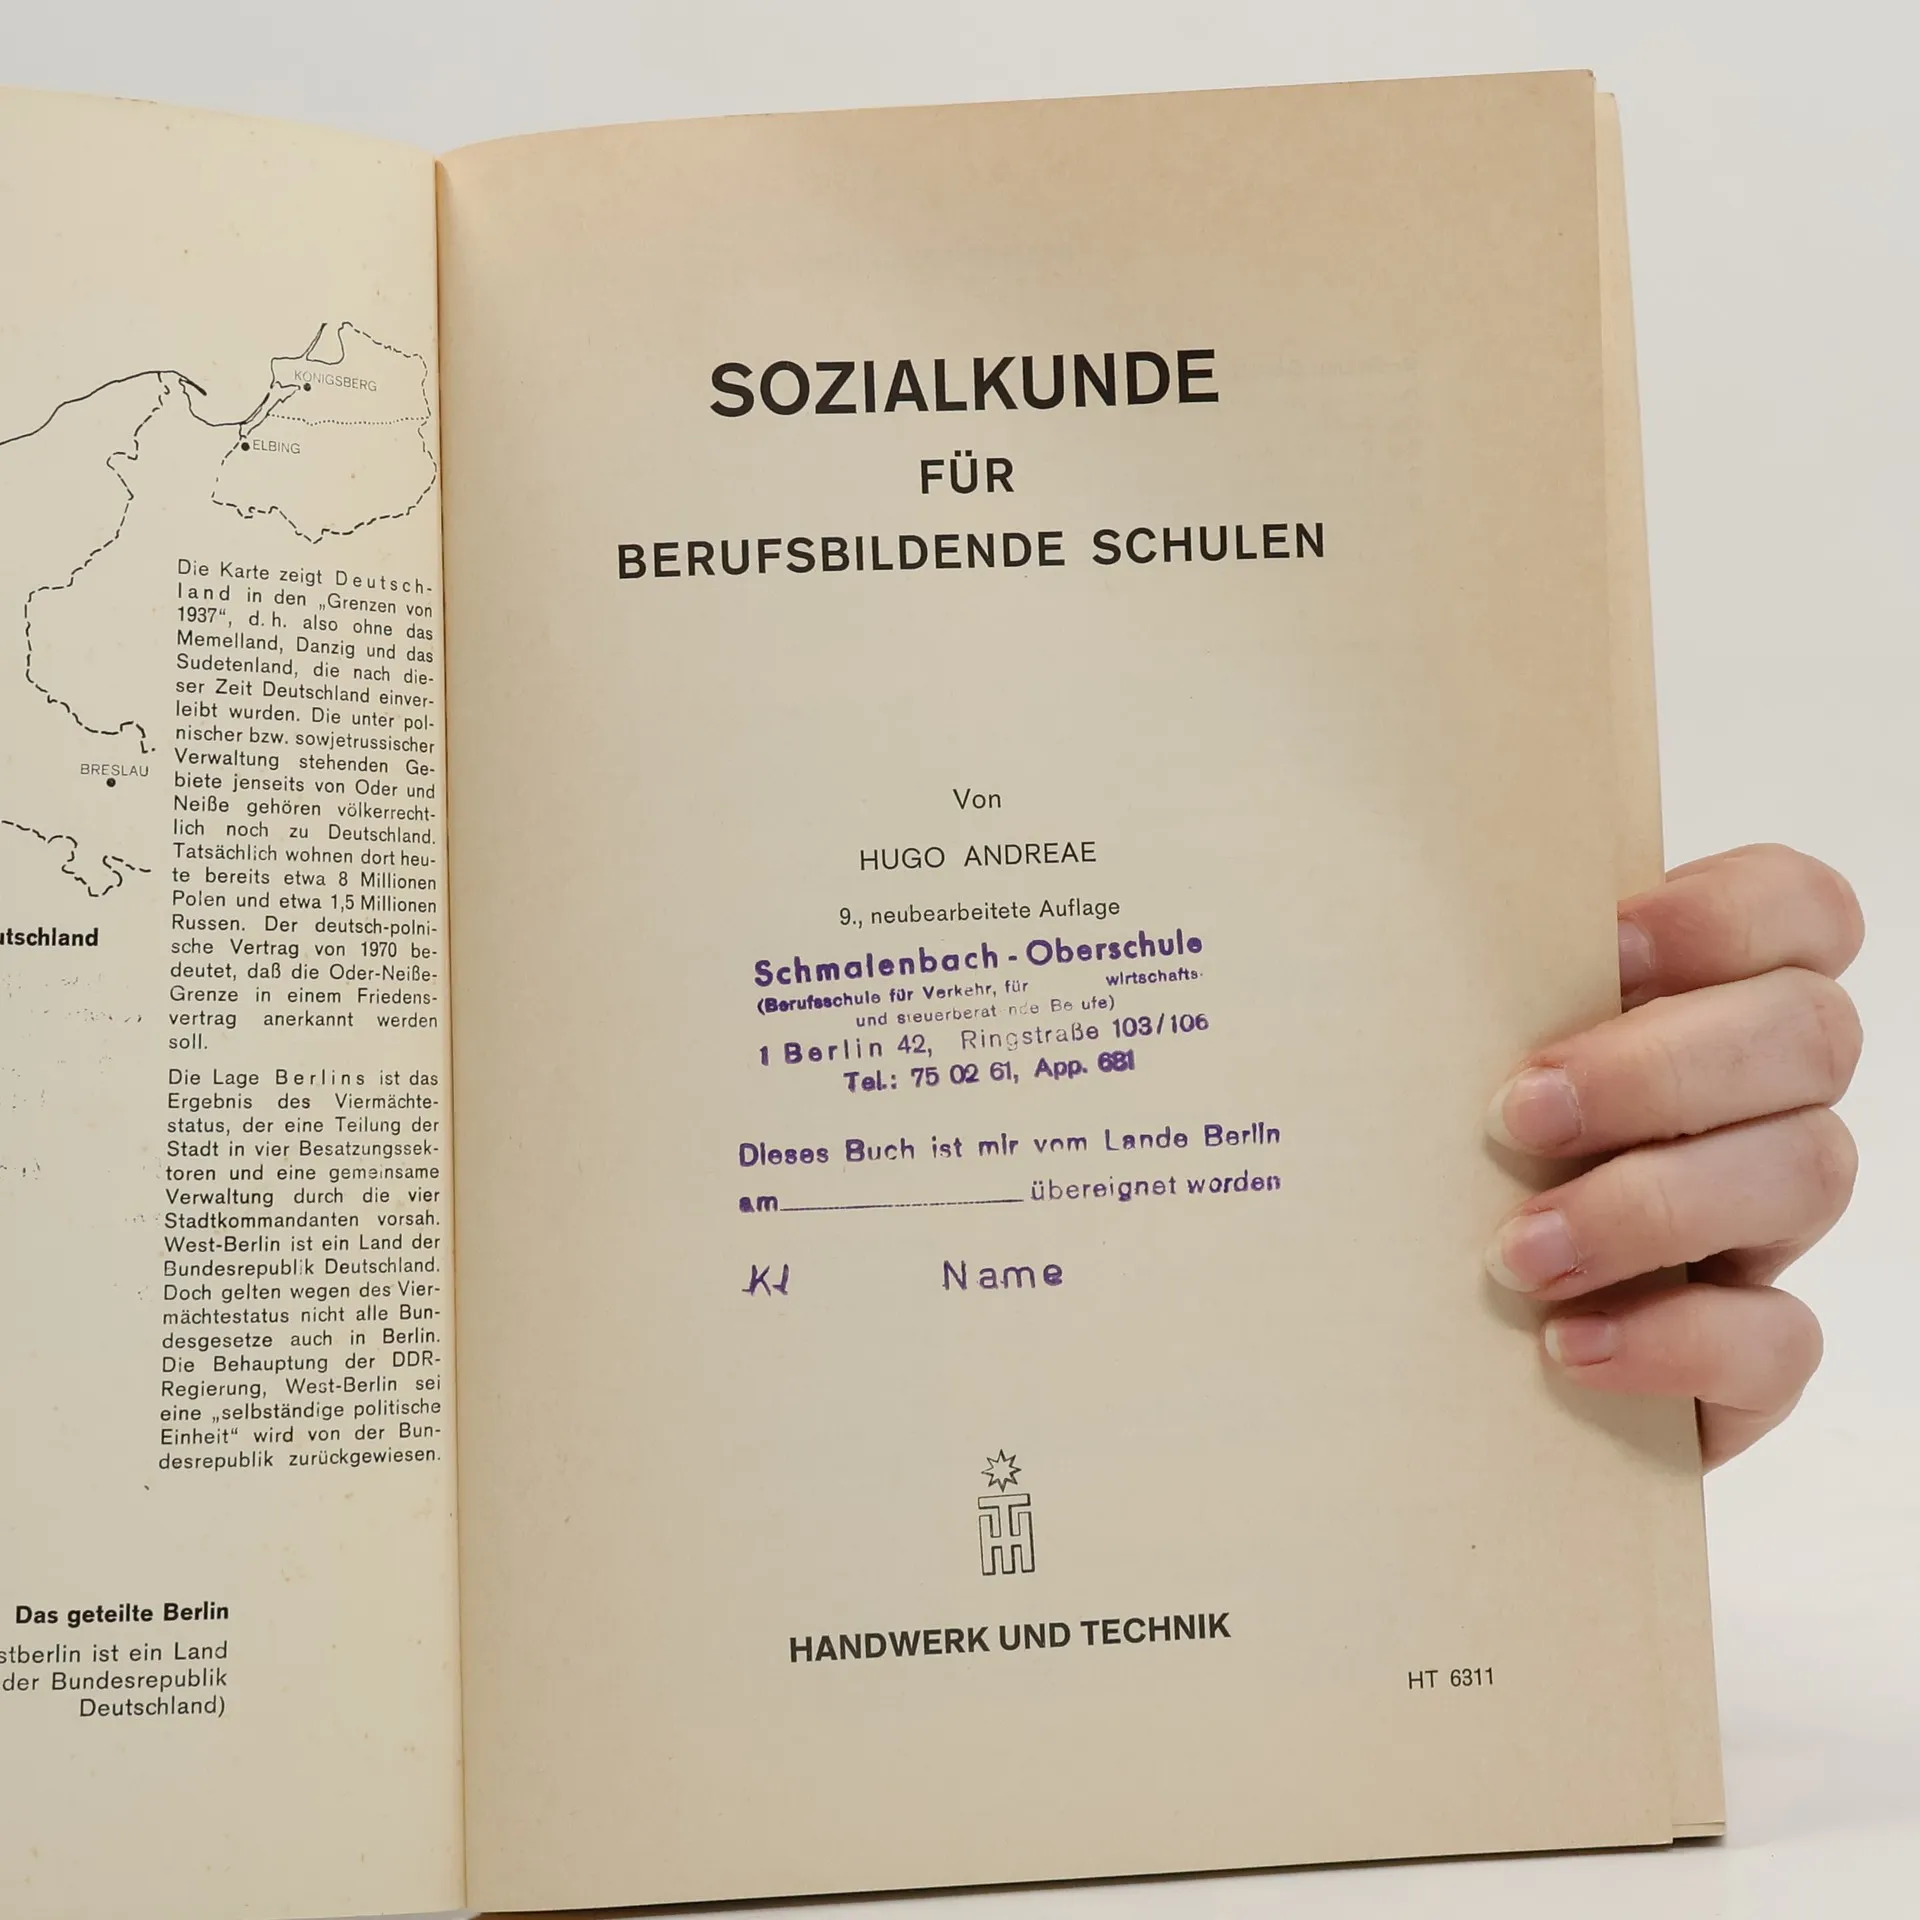 KÖNIGSBERG
ELBING
BRESLAU
Die Karte zeigt Deutsch-
land in den „Grenzen von
1937“, d. h. also ohne das
Memelland, Danzig und das
Sudetenland, die nach die-
ser Zeit Deutschland einver-
leibt wurden. Die unter pol-
nischer bzw. sowjetrussischer
Verwaltung stehenden Ge-
biete jenseits von Oder und
Neiße gehören völkerrecht-
lich noch zu Deutschland.
Tatsächlich wohnen dort heu-
te bereits etwa 8 Millionen
Polen und etwa 1,5 Millionen
Russen. Der deutsch-polni-
sche Vertrag von 1970 be-
deutet, daß die Oder-Neiße-
Grenze in einem Friedens-
vertrag anerkannt werden
soll.
Die Lage Berlins ist das
Ergebnis des Viermächte-
status, der eine Teilung der
Stadt in vier Besatzungssek-
toren und eine gemeinsame
Verwaltung durch die vier
Stadtkommandanten vorsah.
West-Berlin ist ein Land der
Bundesrepublik Deutschland.
Doch gelten wegen des Vier-
mächtestatus nicht alle Bun-
desgesetze auch in Berlin.
Die Behauptung der DDR-
Regierung, West-Berlin sei
eine „selbständige politische
Einheit“ wird von der Bun-
desrepublik zurückgewiesen.
utschland
Das geteilte Berlin
stberlin ist ein Land
der Bundesrepublik
Deutschland)
SOZIALKUNDE
FÜR
BERUFSBILDENDE SCHULEN
Von
HUGO ANDREAE
9., neubearbeitete Auflage
Schmalenbach - Oberschule
(Berufsschule für Verkehr, für wirtschafts-
und steuerberatende Berufe)
1 Berlin 42, Ringstraße 103/106
Tel.: 75 02 61, App. 681
Dieses Buch ist mir vom Lande Berlin
am übereignet worden
Kl Name
HANDWERK UND TECHNIK
HT 6311